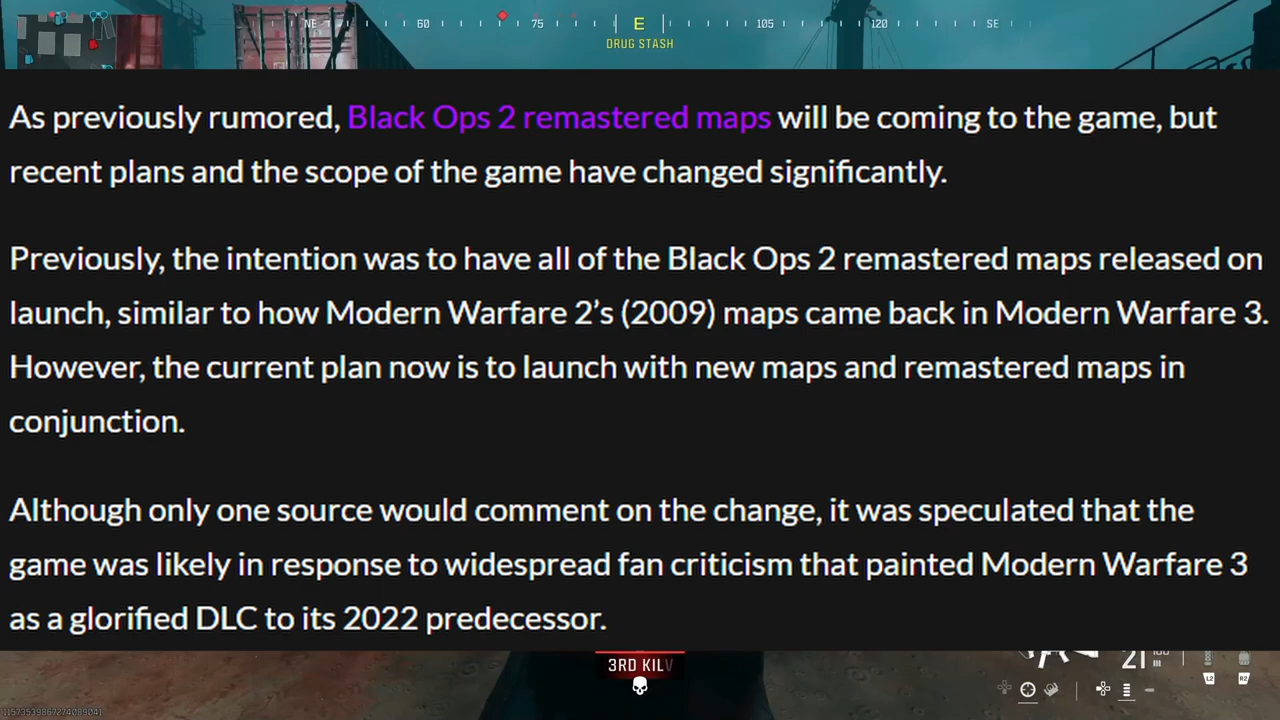 NE 60 75 E 105 120 SE
DRUG STASH
As previously rumored, Black Ops 2 remastered maps will be coming to the game, but
recent plans and the scope of the game have changed significantly.
Previously, the intention was to have all of the Black Ops 2 remastered maps released on
launch, similar to how Modern Warfare 2’s (2009) maps came back in Modern Warfare 3.
However, the current plan now is to launch with new maps and remastered maps in
conjunction.
Although only one source would comment on the change, it was speculated that the
game was likely in response to widespread fan criticism that painted Modern Warfare 3
as a glorified DLC to its 2022 predecessor.
3RD KIL
21
L2 R2